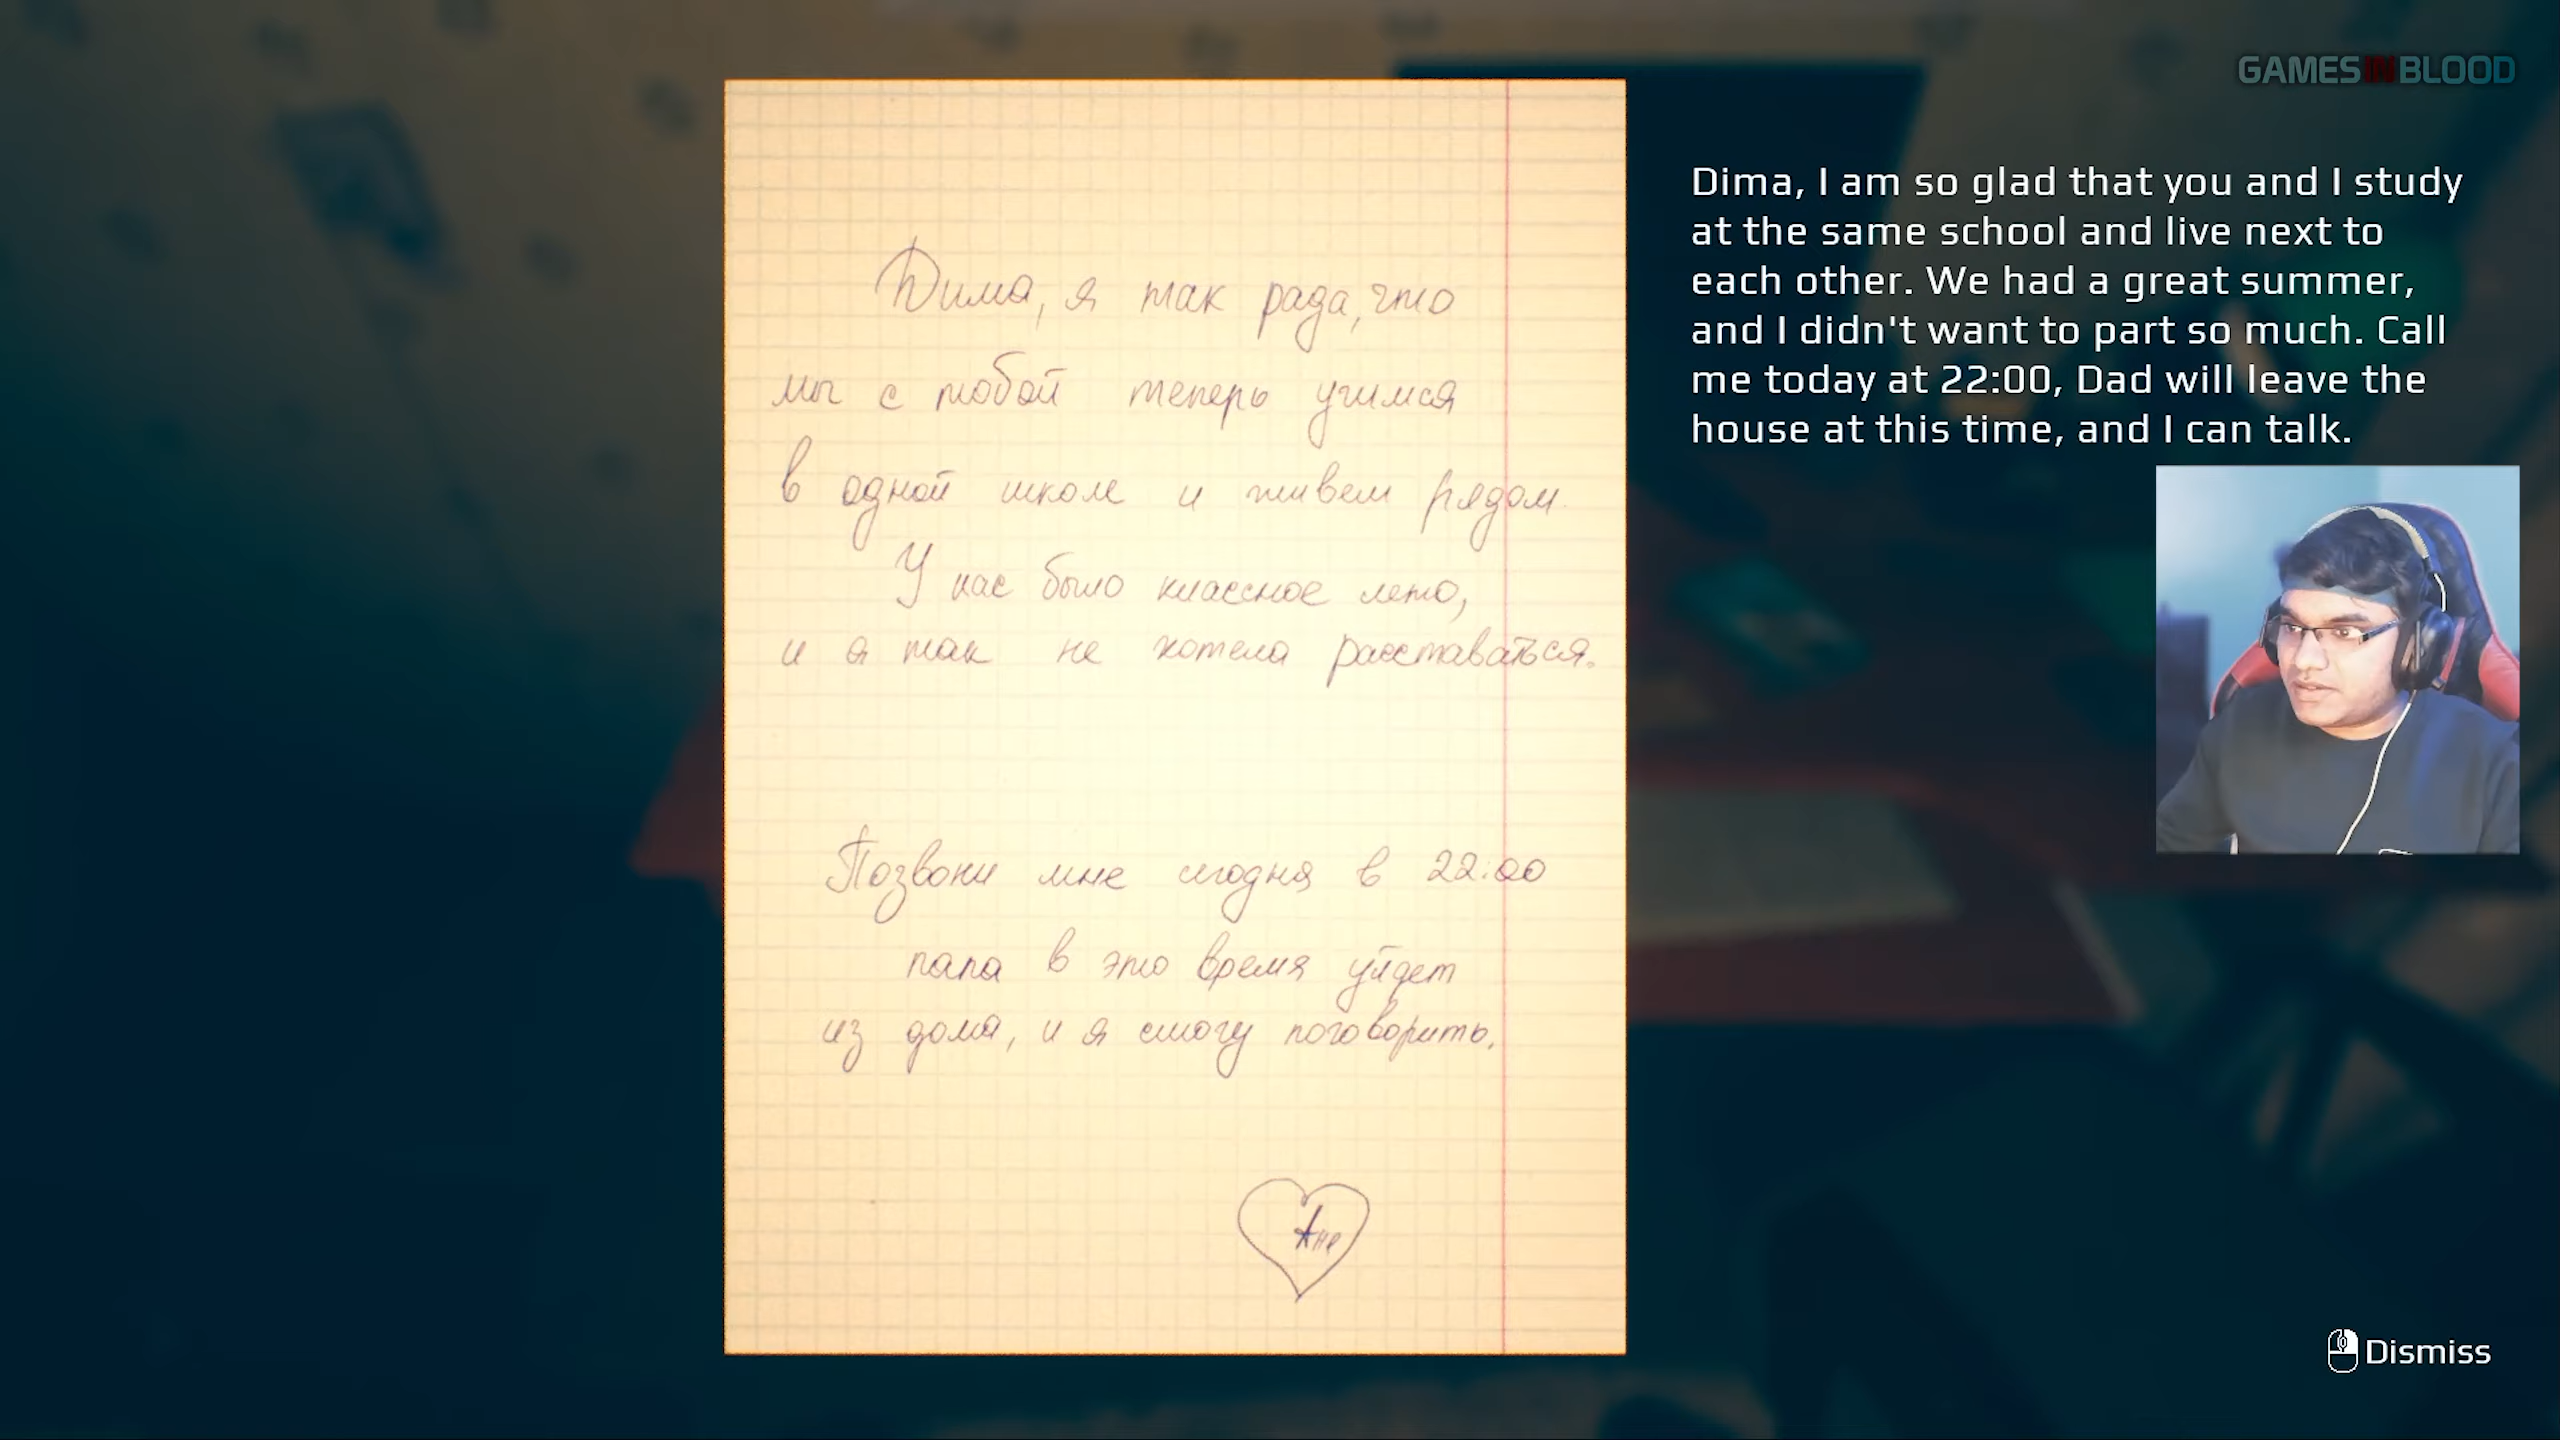 GAMESINBLOOD
Дима, я так рада, что
мы с тобой теперь учимся
в одной школе и живем рядом.
У нас было классное лето,
и я так не хотела расставаться.
Позвони мне сегодня в 22:00
папа в это время уйдет
из дома, и я смогу поговорить.
Dima, I am so glad that you and I study
at the same school and live next to
each other. We had a great summer,
and I didn't want to part so much. Call
me today at 22:00, Dad will leave the
house at this time, and I can talk.
Dismiss